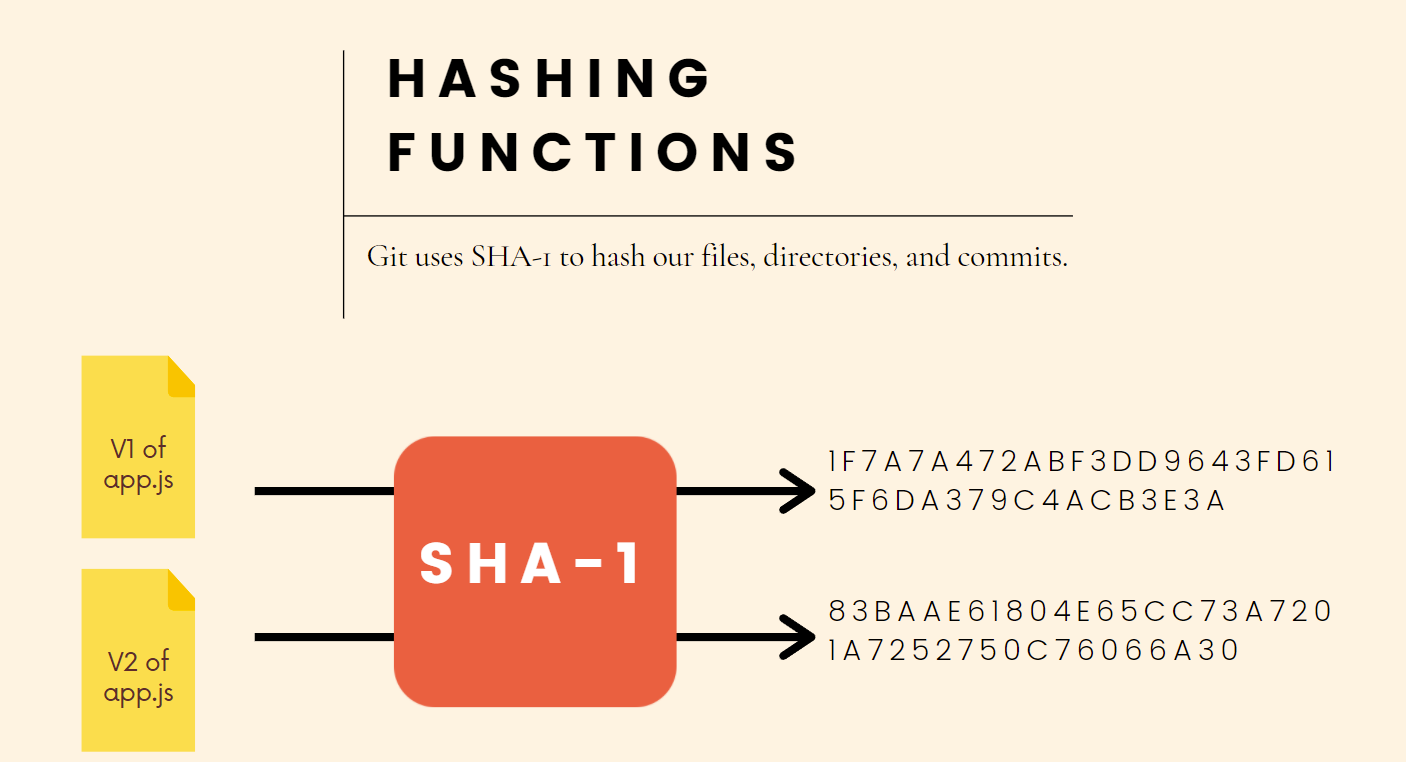 HASHING
FUNCTIONS
Git uses SHA-1 to hash our files, directories, and commits.
V1 of
app.js
SHA-1
1F7A7A472ABF3DD9643FD61
5F6DA379C4ACB3E3A
V2 of
app.js
83BAAE61804E65CC73A720
1A7252750C76066A30